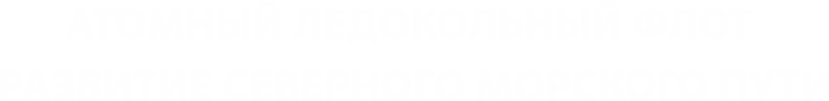 АТОМНЫЙ ЛЕДОКОЛЬНЫЙ ФЛОТ
РАЗВИТИЕ СЕВЕРНОГО МОРСКОГО ПУТИ